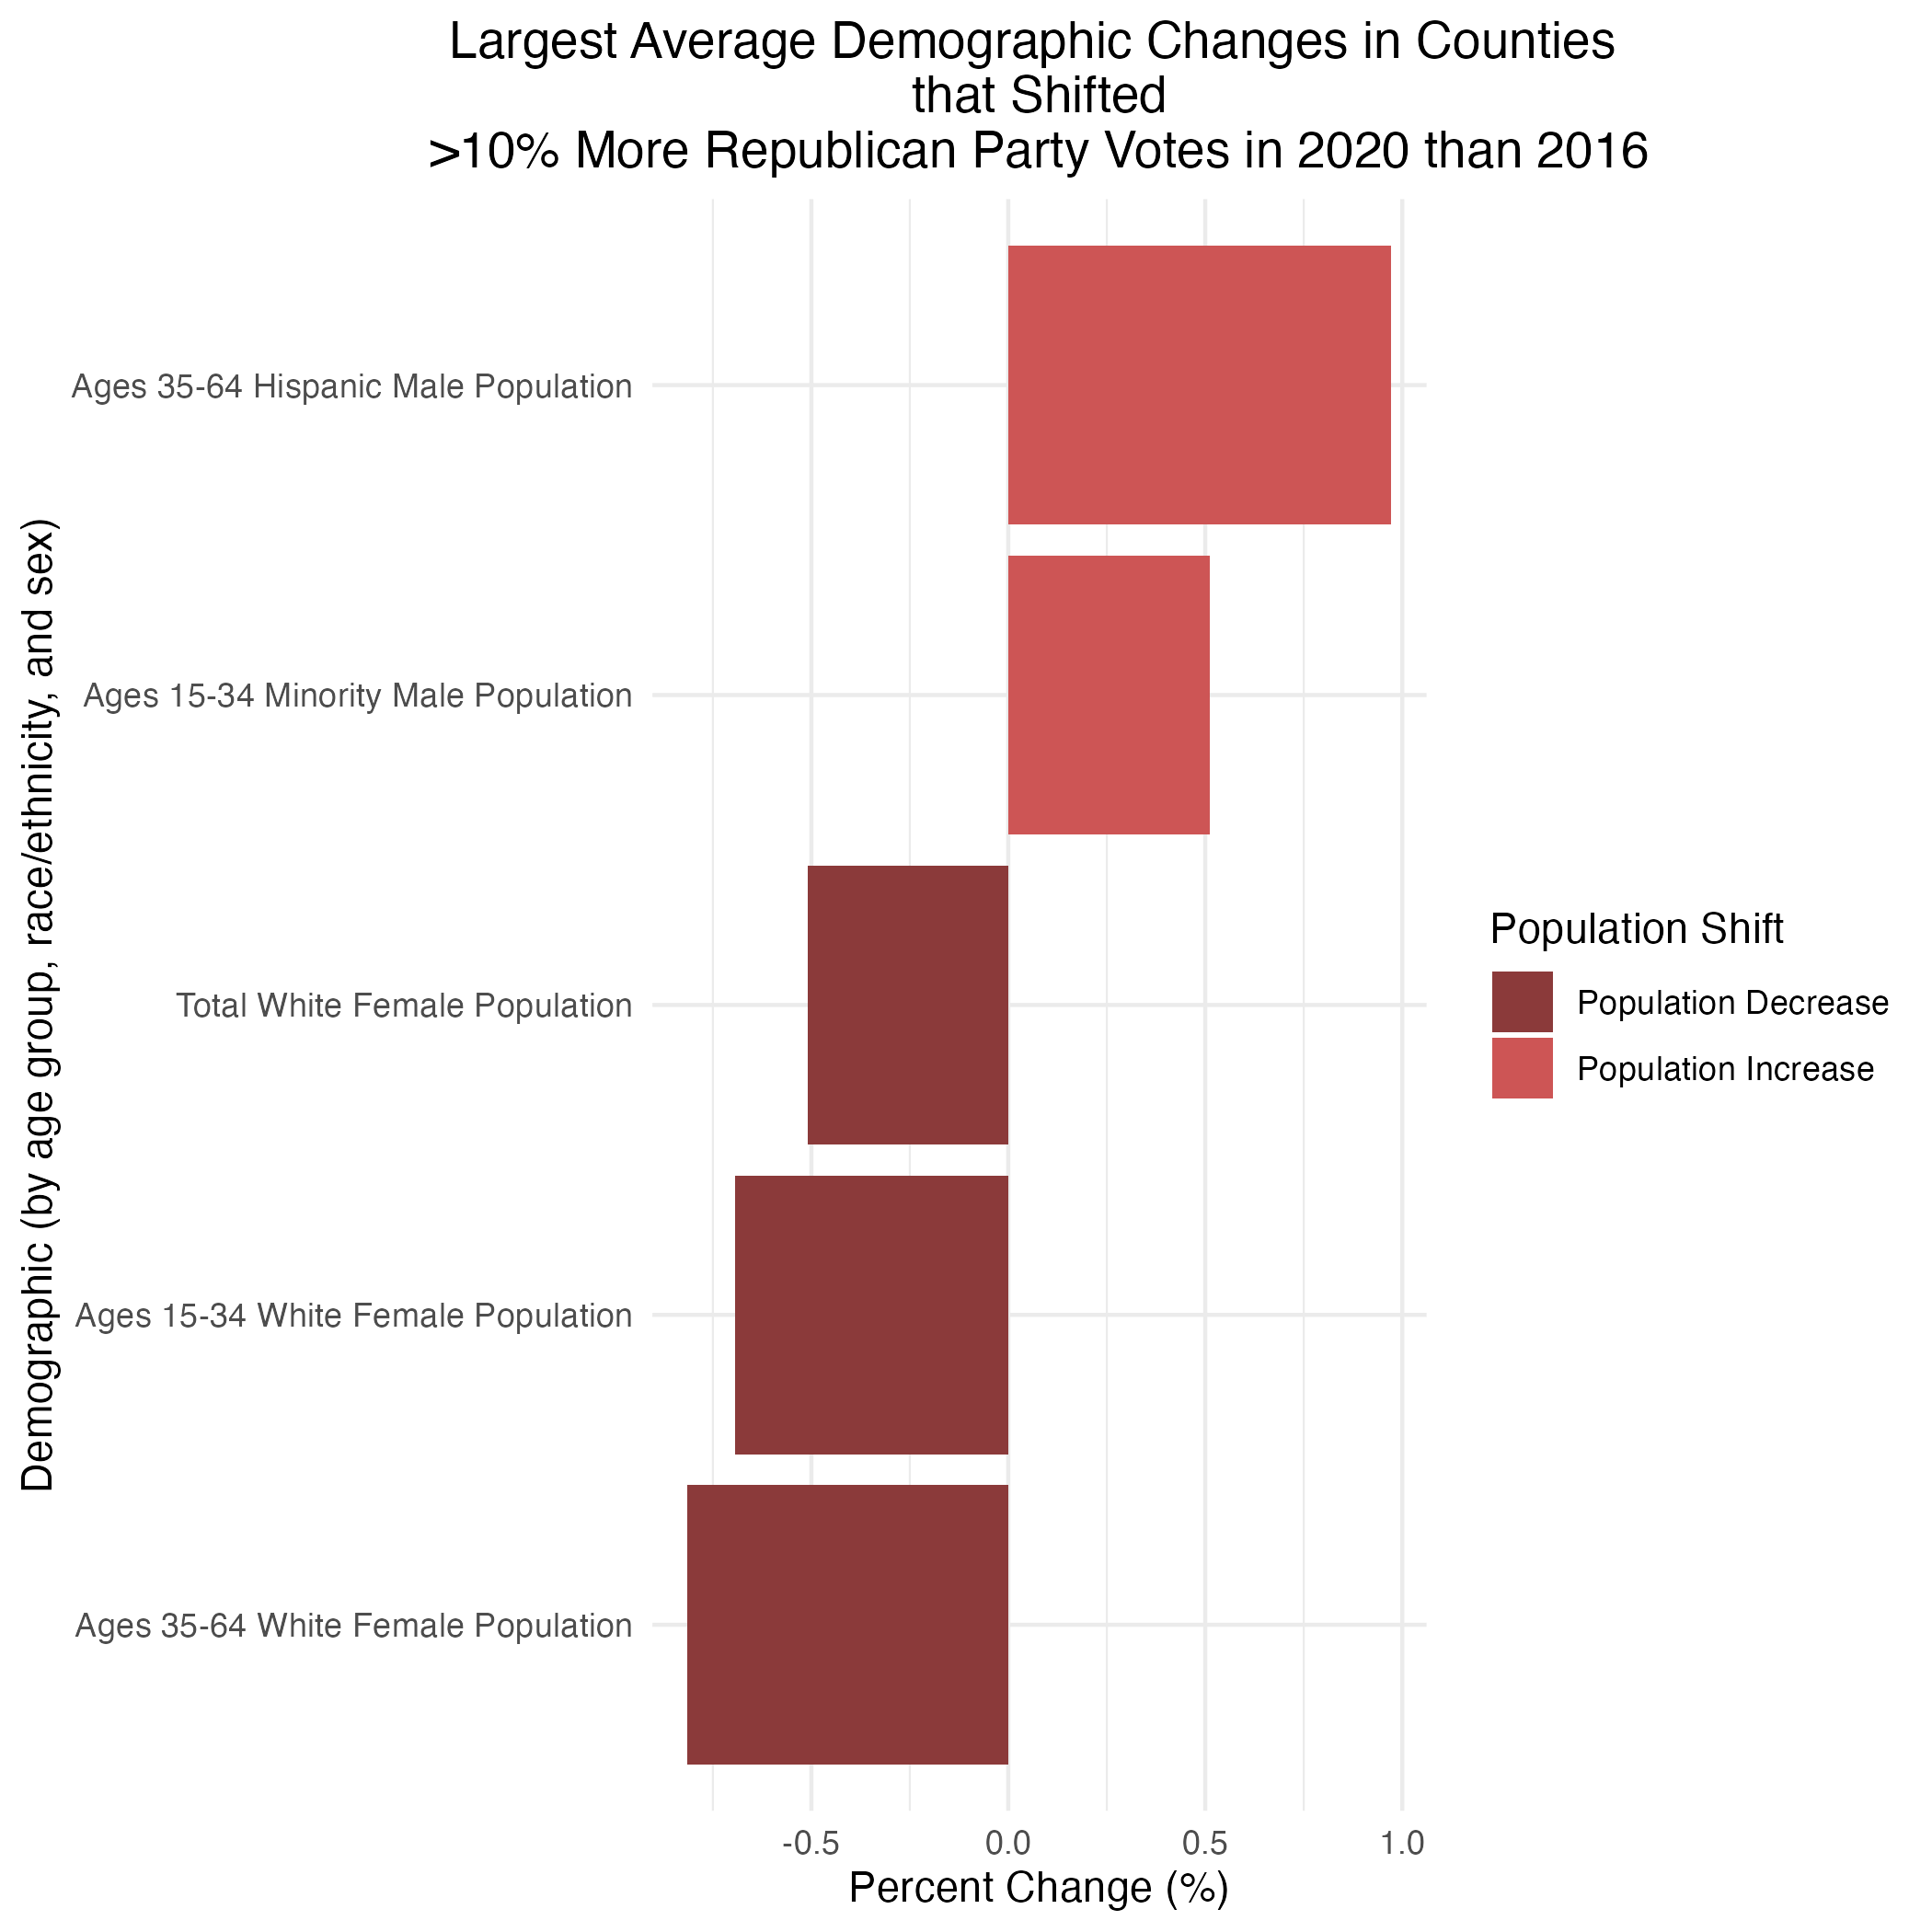 Largest Average Demographic Changes in Counties
that Shifted
>10% More Republican Party Votes in 2020 than 2016
Demographic (by age group, race/ethnicity, and sex)
Ages 35-64 Hispanic Male Population
Ages 15-34 Minority Male Population
Total White Female Population
Ages 15-34 White Female Population
Ages 35-64 White Female Population
-0.5 0.0 0.5 1.0
Percent Change (%)
Population Shift
Population Decrease
Population Increase